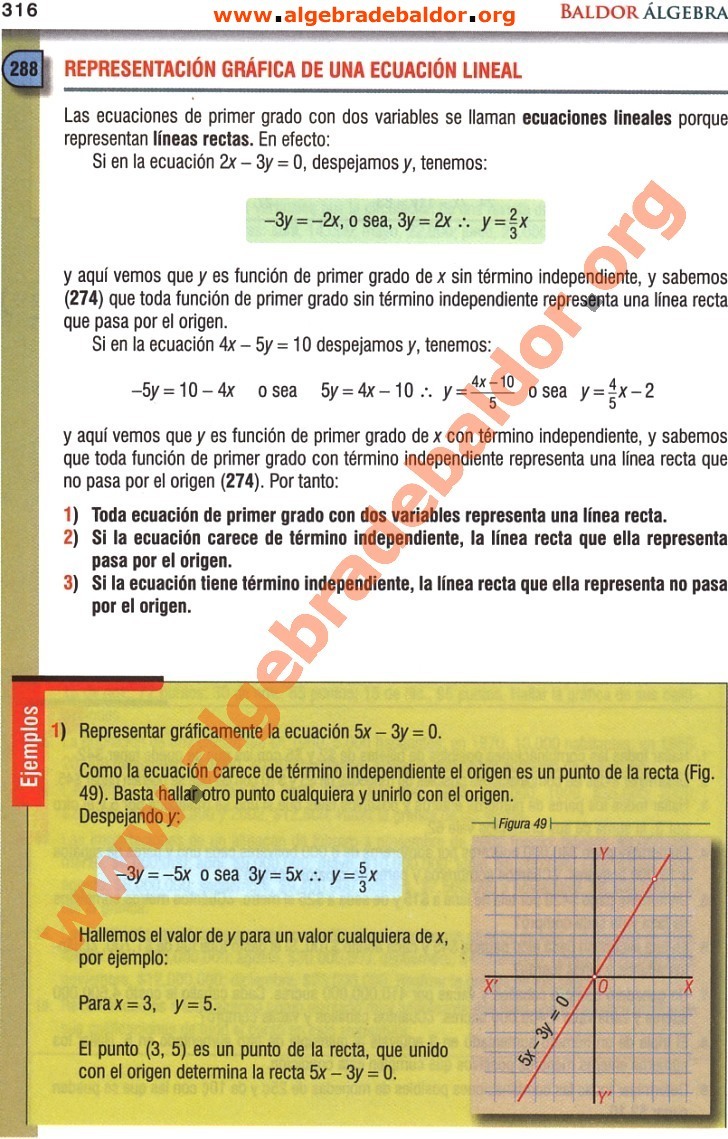 316
www.algebradebaldor.org
BALDOR ÁLGEBRA
288
REPRESENTACIÓN GRÁFICA DE UNA ECUACIÓN LINEAL
Las ecuaciones de primer grado con dos variables se llaman ecuaciones lineales porque
representan líneas rectas. En efecto:
Si en la ecuación 2x – 3y = 0, despejamos y, tenemos:
–3y = –2x, o sea, 3y = 2x ∴ y = 2/3 x
y aquí vemos que y es función de primer grado de x sin término independiente, y sabemos
(274) que toda función de primer grado sin término independiente representa una línea recta
que pasa por el origen.
Si en la ecuación 4x – 5y = 10 despejamos y, tenemos:
–5y = 10 – 4x o sea 5y = 4x – 10 ∴ y = 4x – 10/5 o sea y = 4/5 x – 2
y aquí vemos que y es función de primer grado de x con término independiente, y sabemos
que toda función de primer grado con término independiente representa una línea recta que
no pasa por el origen (274). Por tanto:
1) Toda ecuación de primer grado con dos variables representa una línea recta.
2) Si la ecuación carece de término independiente, la línea recta que ella representa
pasa por el origen.
3) Si la ecuación tiene término independiente, la línea recta que ella representa no pasa
por el origen.
Ejemplos
1) Representar gráficamente la ecuación 5x – 3y = 0.
Como la ecuación carece de término independiente el origen es un punto de la recta (Fig.
49). Basta hallar otro punto cualquiera y unirlo con el origen.
Despejando y:
–3y = –5x o sea 3y = 5x ∴ y = 5/3 x
Hallemos el valor de y para un valor cualquiera de x,
por ejemplo:
Para x = 3, y = 5.
El punto (3, 5) es un punto de la recta, que unido
con el origen determina la recta 5x – 3y = 0.
Figura 49
Y
X'
O
X
5x – 3y = 0
Y'
www.algebradebaldor.org